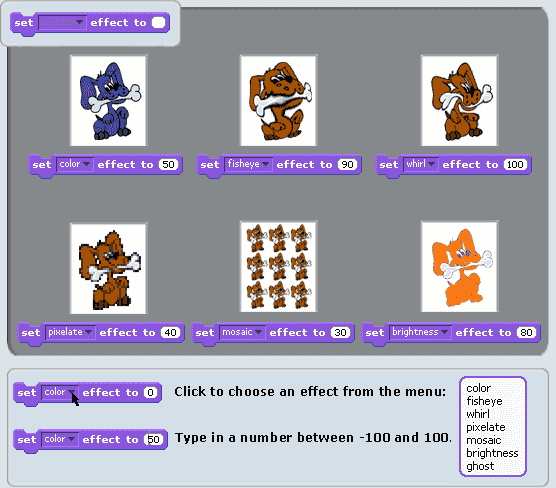 set effect to
set color effect to 50
set fisheye effect to 90
set whirl effect to 100
set pixelate effect to 40
set mosaic effect to 30
set brightness effect to 80
set color effect to 0
Click to choose an effect from the menu:
set color effect to 50
Type in a number between -100 and 100.
color
fisheye
whirl
pixelate
mosaic
brightness
ghost